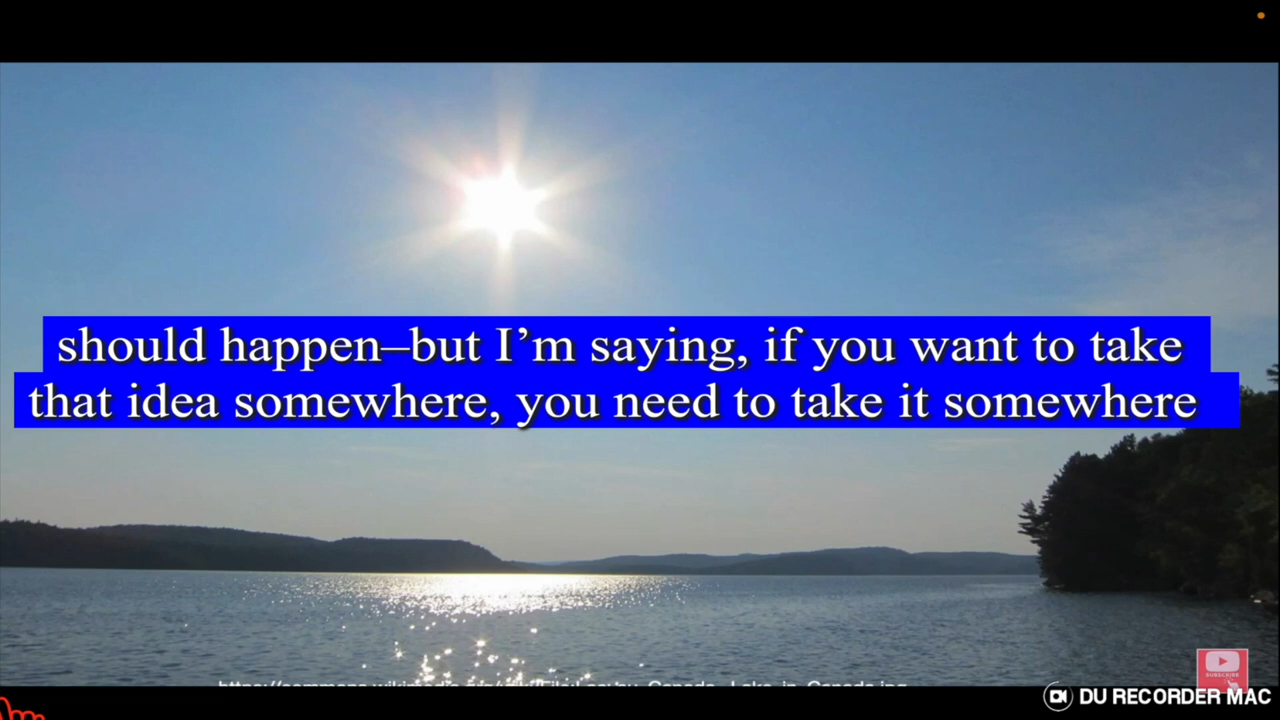 should happen–but I’m saying, if you want to take
that idea somewhere, you need to take it somewhere
SUBSCRIBE
DU RECORDER MAC